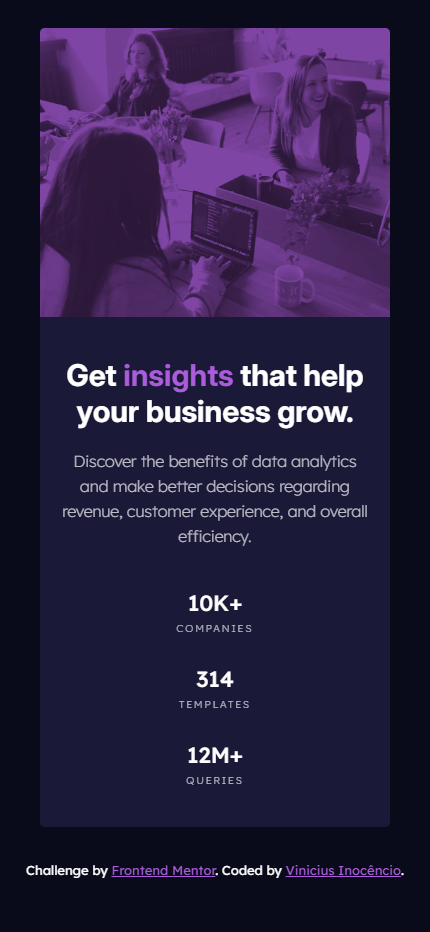 Get insights that help
your business grow.
Discover the benefits of data analytics
and make better decisions regarding
revenue, customer experience, and overall
efficiency.
10K+
COMPANIES
314
TEMPLATES
12M+
QUERIES
Challenge by Frontend Mentor. Coded by Vinicius Inocêncio.